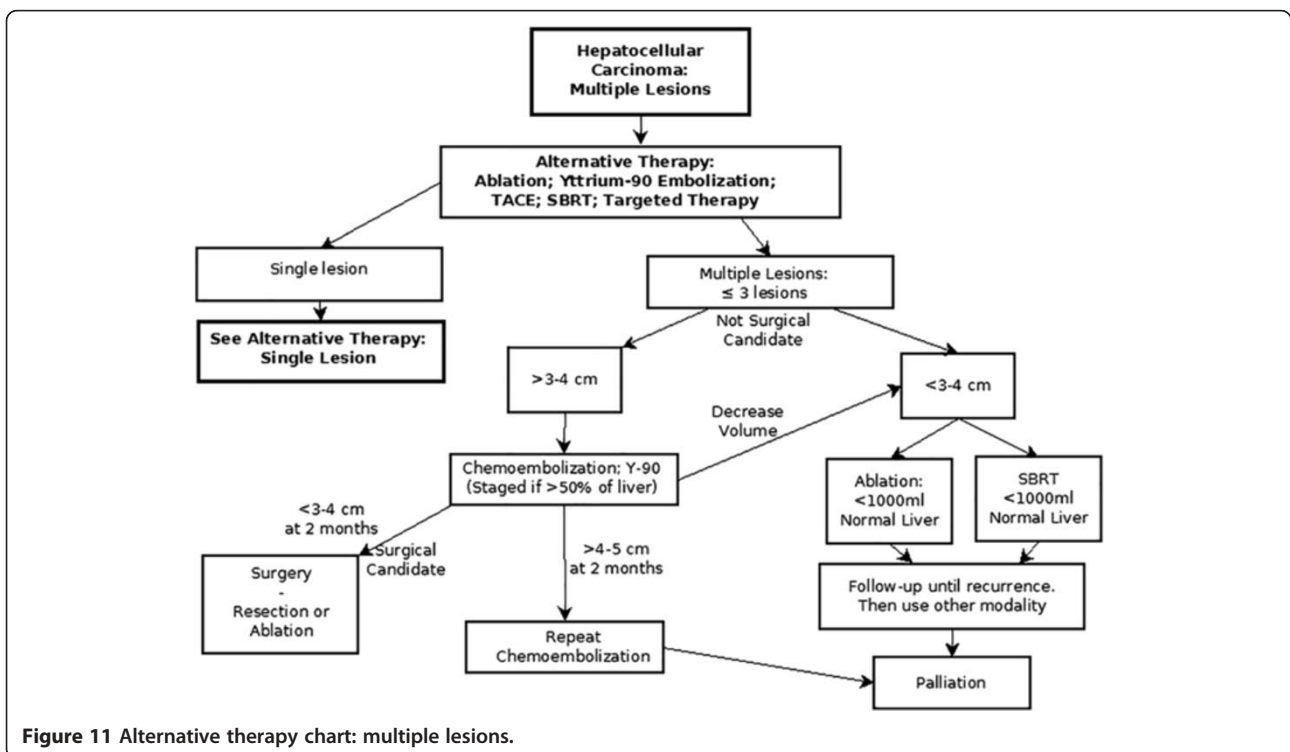 Hepatocellular
Carcinoma:
Multiple Lesions
Alternative Therapy:
Ablation; Yttrium-90 Embolization;
TACE; SBRT; Targeted Therapy
Single lesion
Multiple Lesions:
≤ 3 lesions
See Alternative Therapy:
Single Lesion
Not Surgical
Candidate
>3-4 cm
<3-4 cm
Decrease
Volume
Chemoembolization; Y-90
(Staged if >50% of liver)
Ablation:
<1000ml
Normal Liver
SBRT
<1000ml
Normal Liver
<3-4 cm
at 2 months
Surgical
Candidate
>4-5 cm
at 2 months
Surgery
-
Resection or
Ablation
Follow-up until recurrence.
Then use other modality
Repeat
Chemoembolization
Palliation
Figure 11 Alternative therapy chart: multiple lesions.